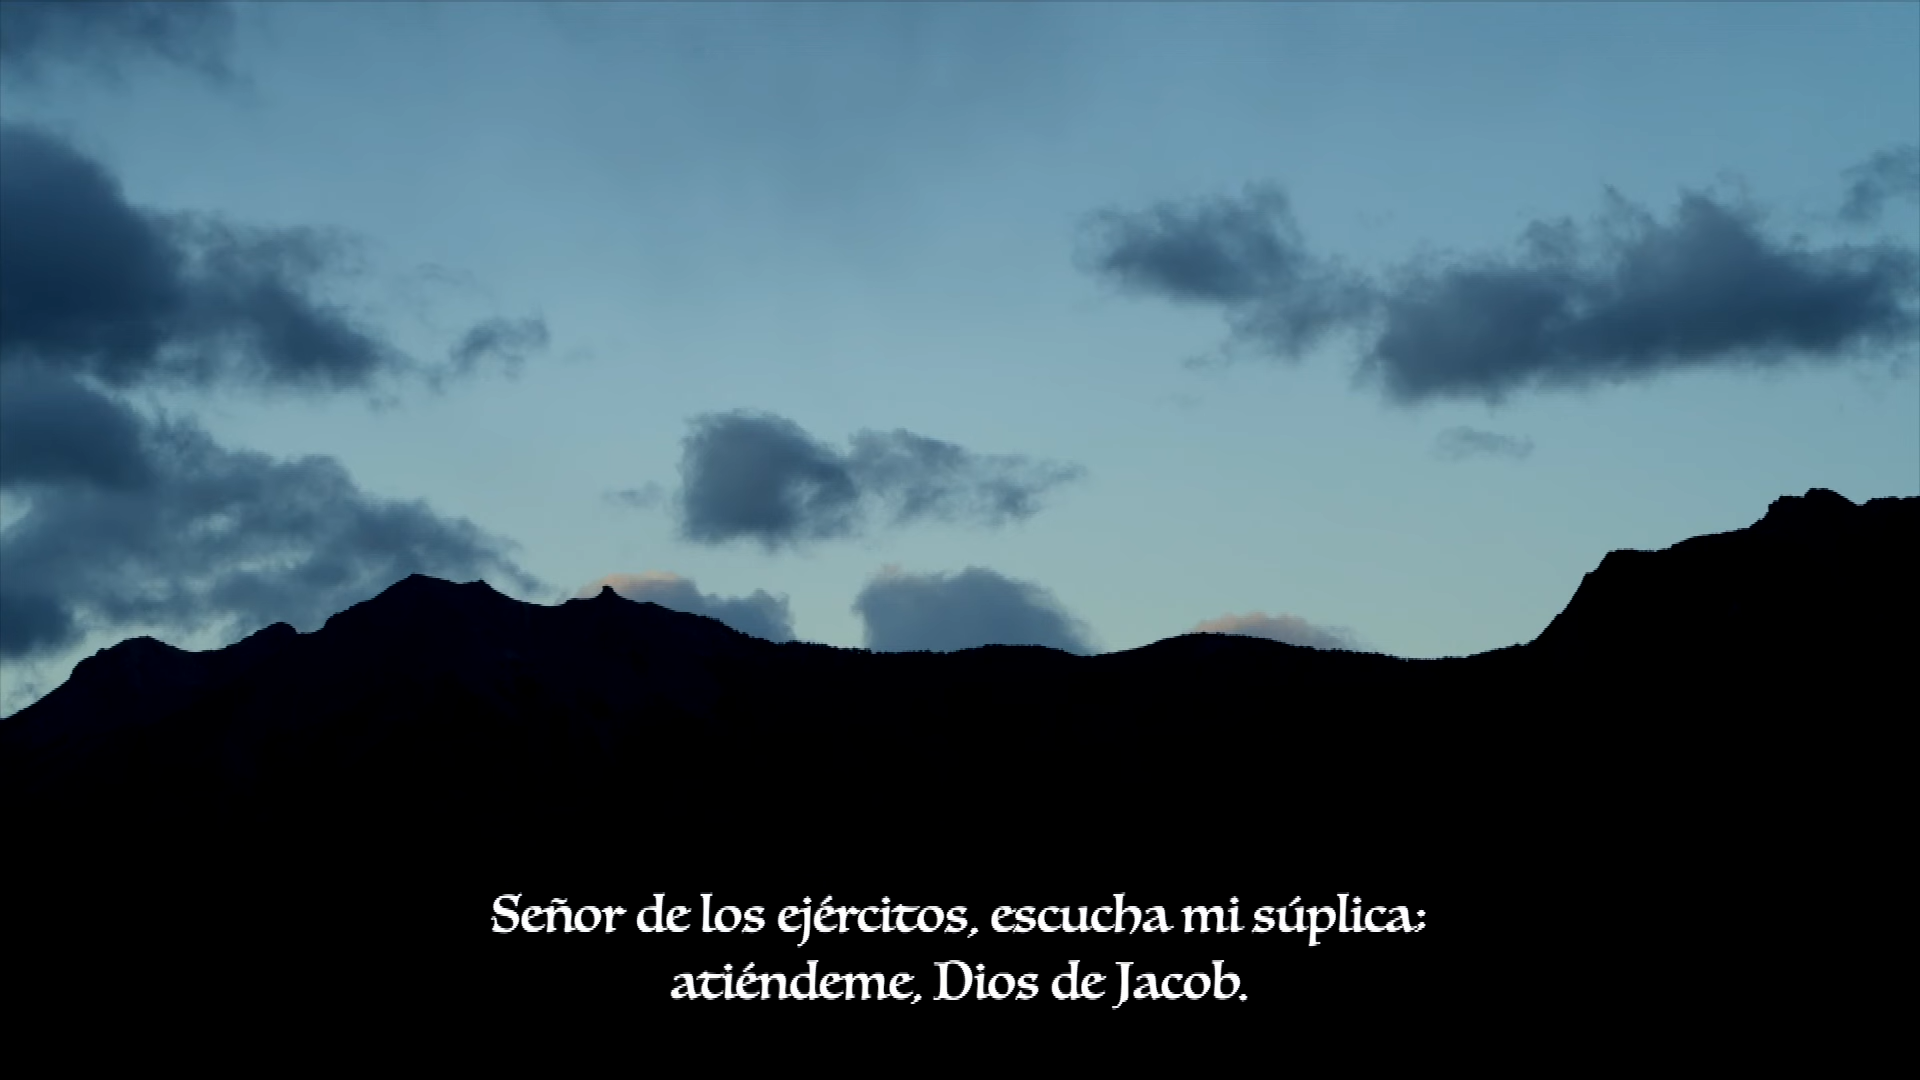 Señor de los ejércitos, escucha mi súplica;
atiéndeme, Dios de Jacob.